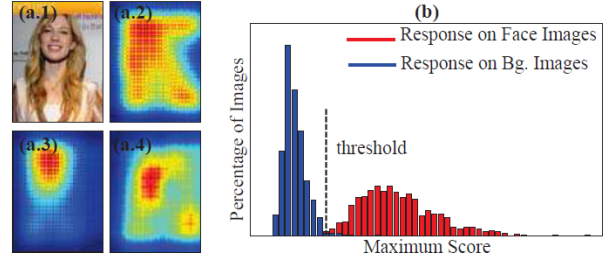 (a.1)
(a.2)
(a.3)
(a.4)
(b)
Response on Face Images
Response on Bg. Images
threshold
Percentage of Images
Maximum Score